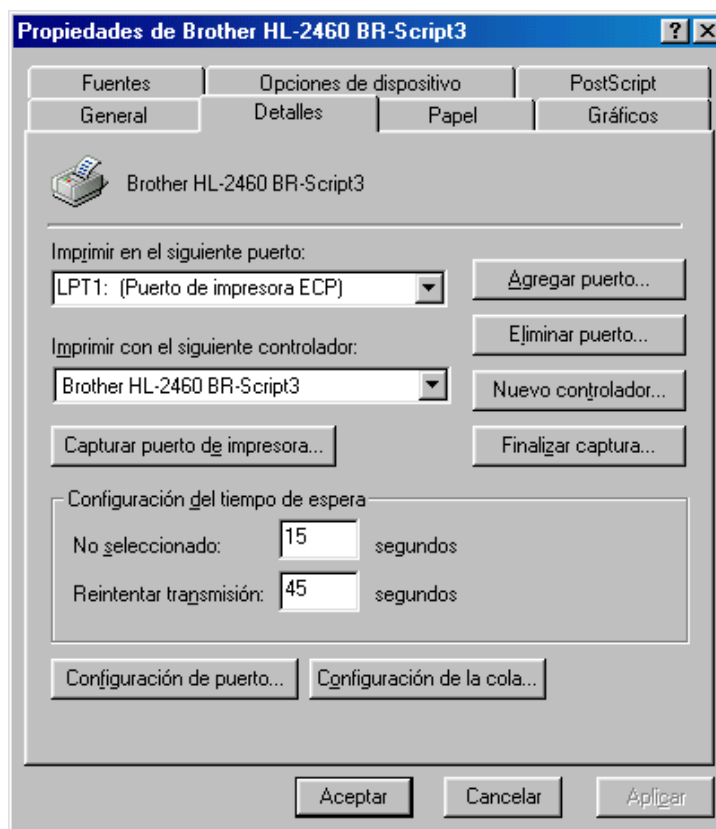 Propiedades de Brother HL-2460 BR-Script3
Fuentes Opciones de dispositivo PostScript
General Detalles Papel Gráficos
Brother HL-2460 BR-Script3
Imprimir en el siguiente puerto:
LPT1: (Puerto de impresora ECP)
Agregar puerto...
Eliminar puerto...
Imprimir con el siguiente controlador:
Brother HL-2460 BR-Script3
Nuevo controlador...
Capturar puerto de impresora...
Finalizar captura...
Configuración del tiempo de espera
No seleccionado: 15 segundos
Reintentar transmisión: 45 segundos
Configuración de puerto... Configuración de la cola...
Aceptar Cancelar Aplicar